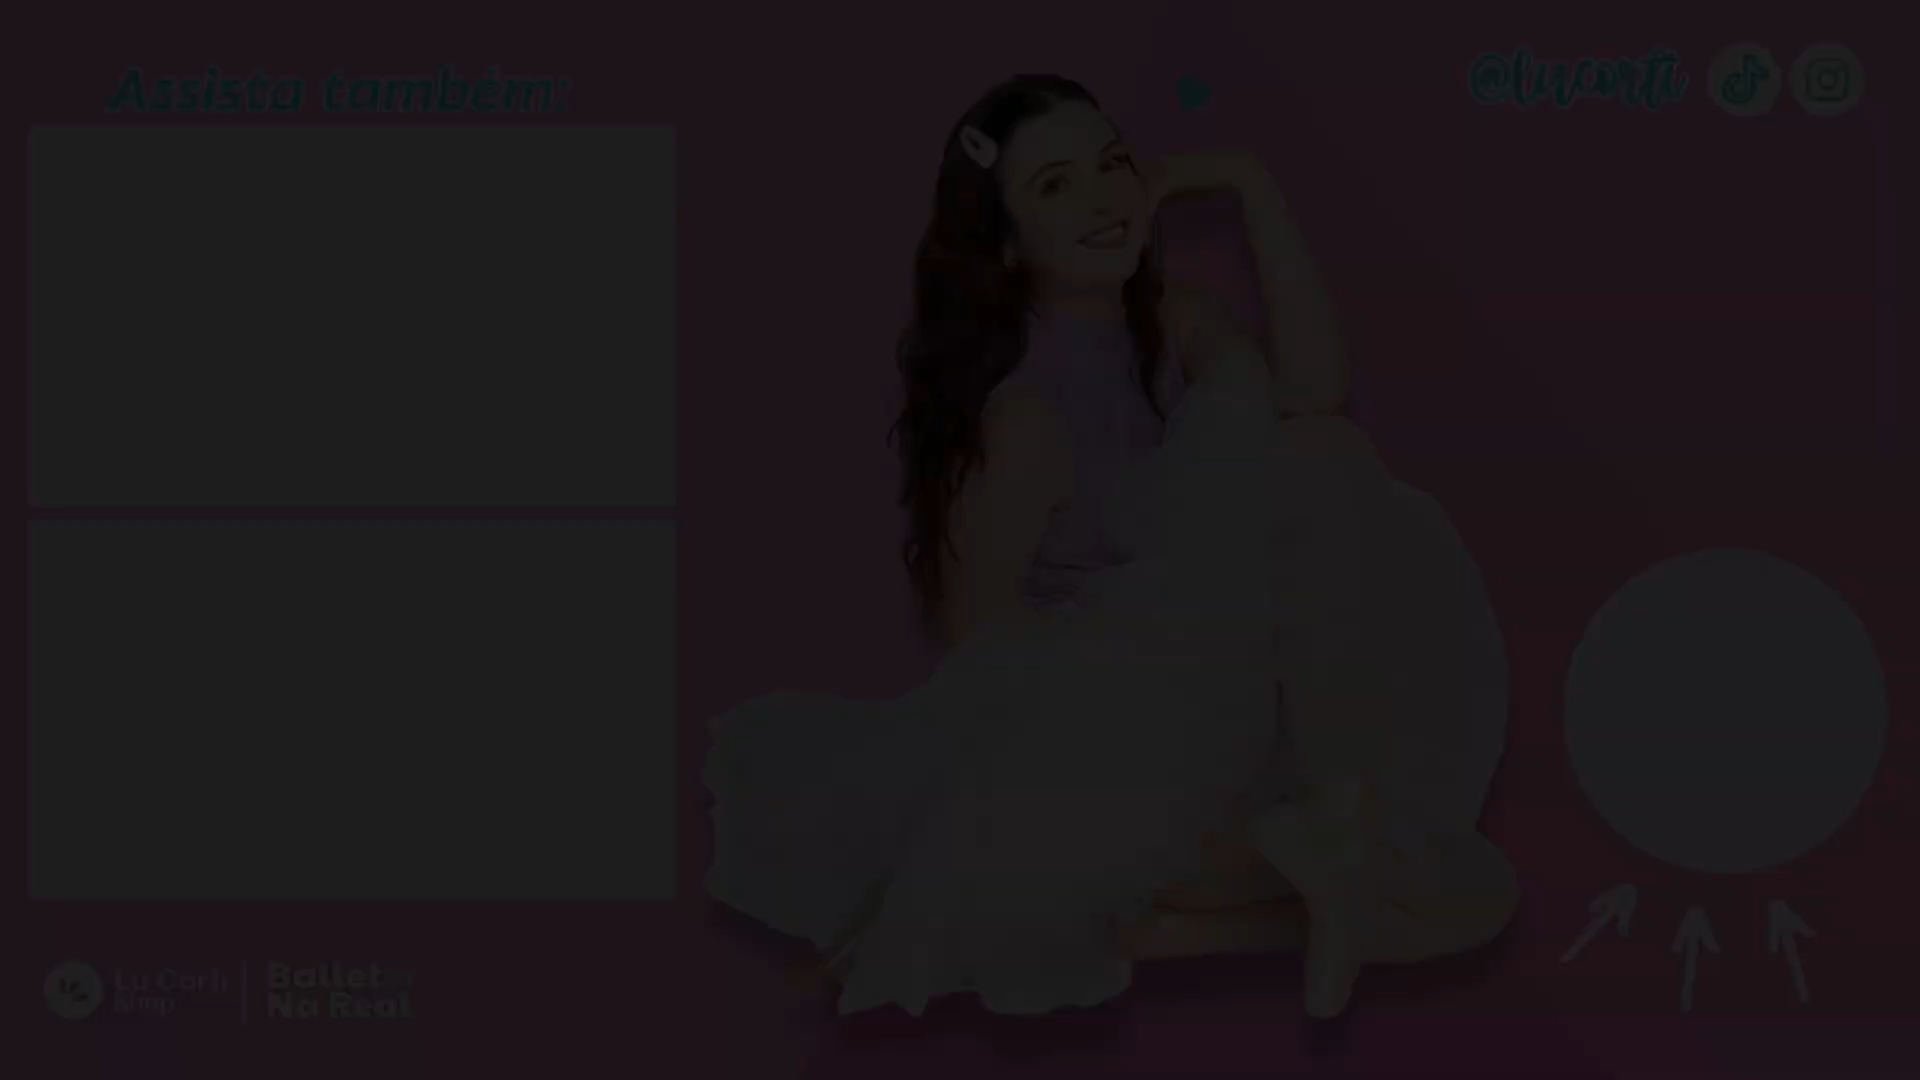 Assista também:
@lucorti
Lu Corti
Shop
Ballet
Na Real